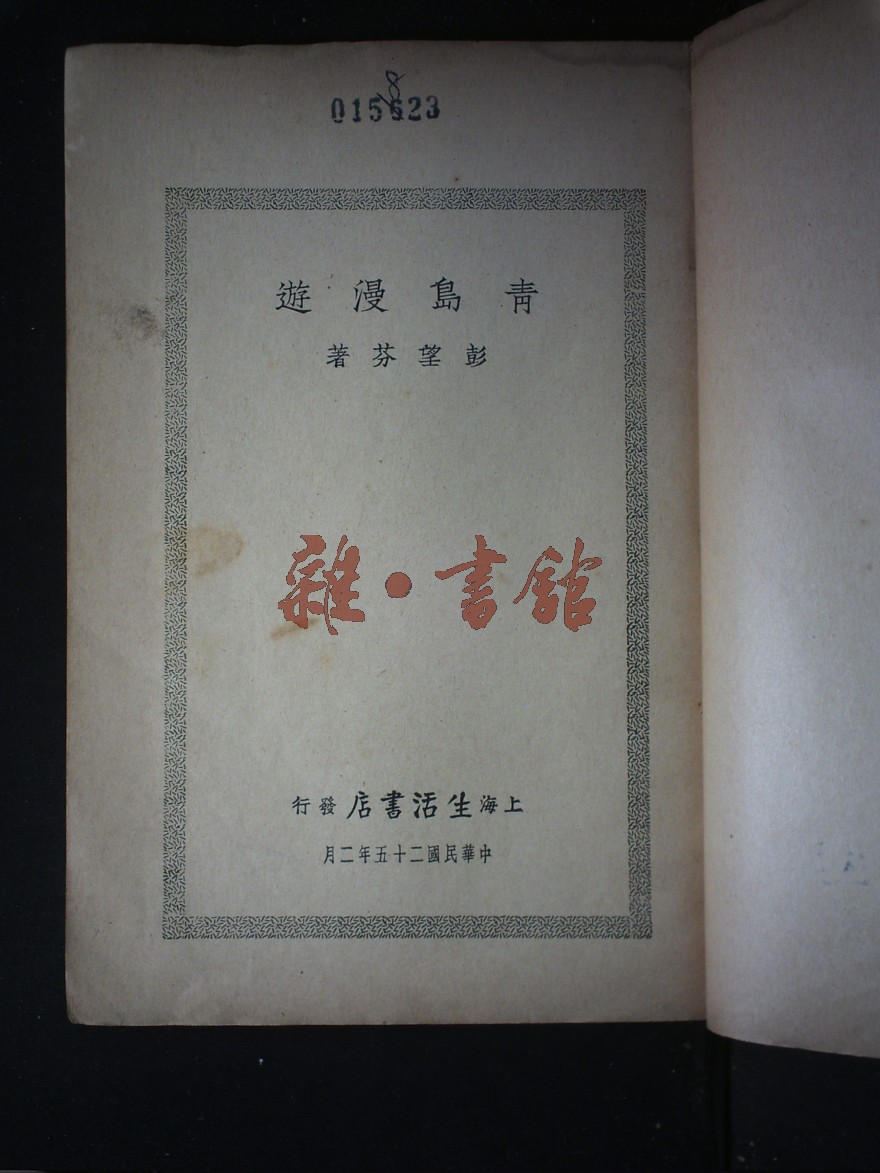 015623
8
青島漫遊
彭望芬著
雜·書館
上海生活書店發行
中華民國二十五年二月